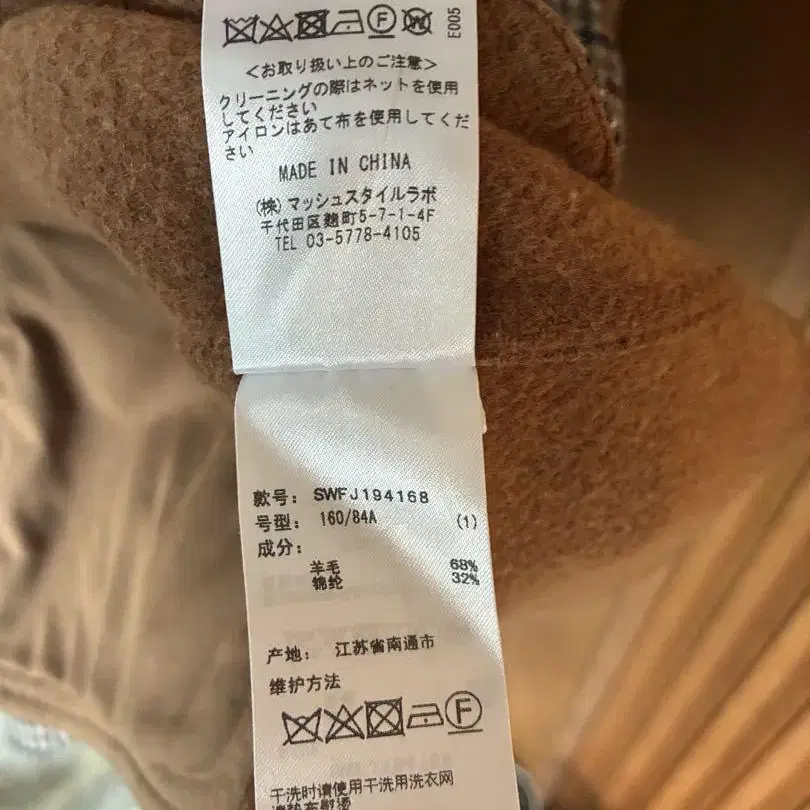 F W E005
<お取り扱い上のご注意>
クリーニングの際はネットを使用
してください
アイロンはあて布を使用してくだ
さい
MADE IN CHINA
(株)マッシュスタイルラボ
千代田区麹町5-7-1-4F
TEL 03-5778-4105
款号: SWFJ194168
号型: 160/84A (1)
成分:
羊毛 68%
锦纶 32%
产地: 江苏省南通市
维护方法
F
干洗时请使用干洗用洗衣网
请垫布熨烫